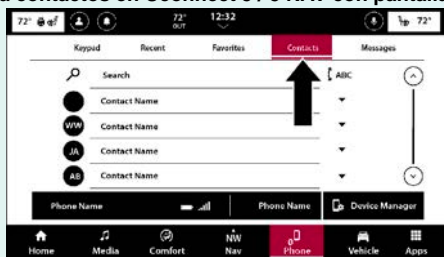 72° 72° OUT 12:32 72°
Keypad Recent Favorites Contacts Messages
Search ABC
Contact Name
WW Contact Name
JA Contact Name
AB Contact Name
Phone Name Phone Name Device Manager
NW
Home Media Comfort Nav Phone Vehicle Apps